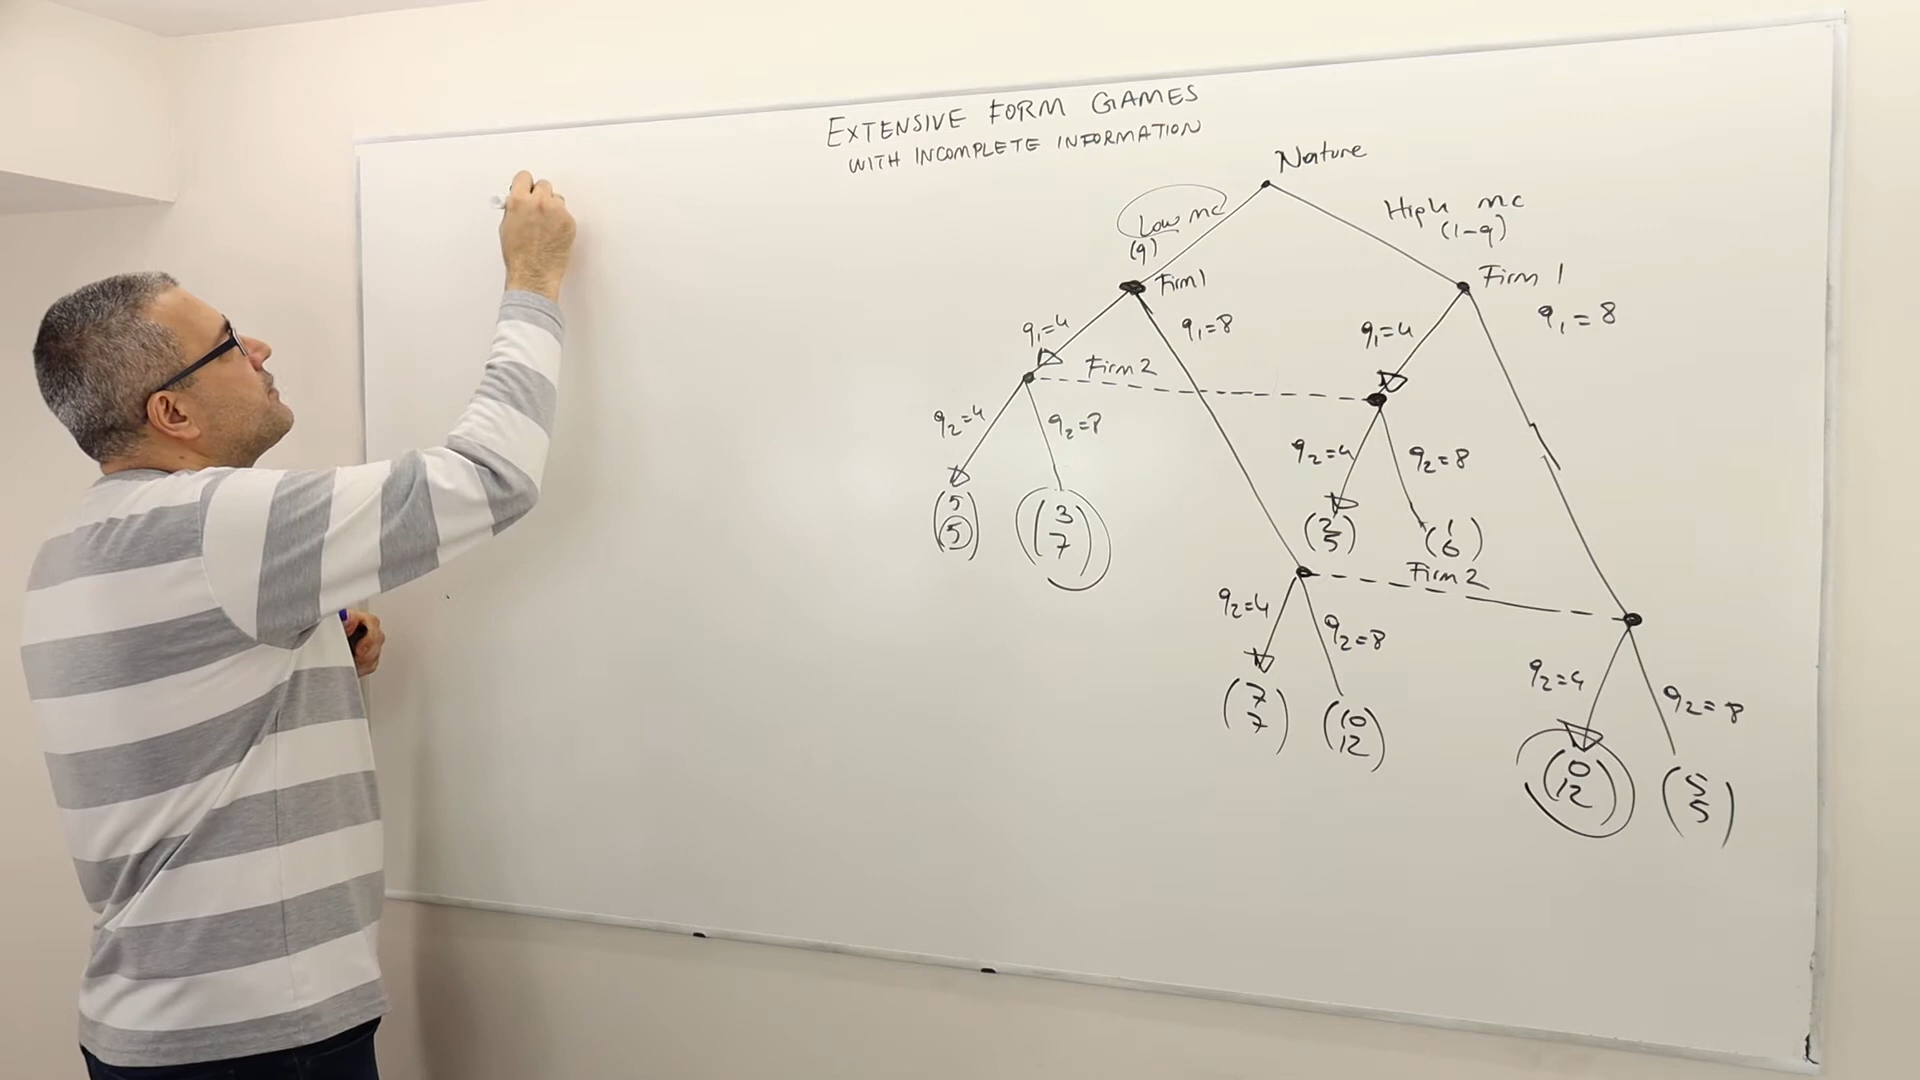 EXTENSIVE FORM GAMES
WITH INCOMPLETE INFORMATION
Nature
Low mc
(q)
High mc
(1-q)
Firm 1
Firm 1
q₁=4
q₁=8
q₁=4
q₁=8
Firm 2
q₂=4
q₂=8
q₂=4
q₂=8
(5
5)
(3
7)
5)
(1
6)
Firm 2
q₂=4
q₂=8
q₂=4
q₂=8
(7
7)
(10
12)
(0
12)
(5
5)